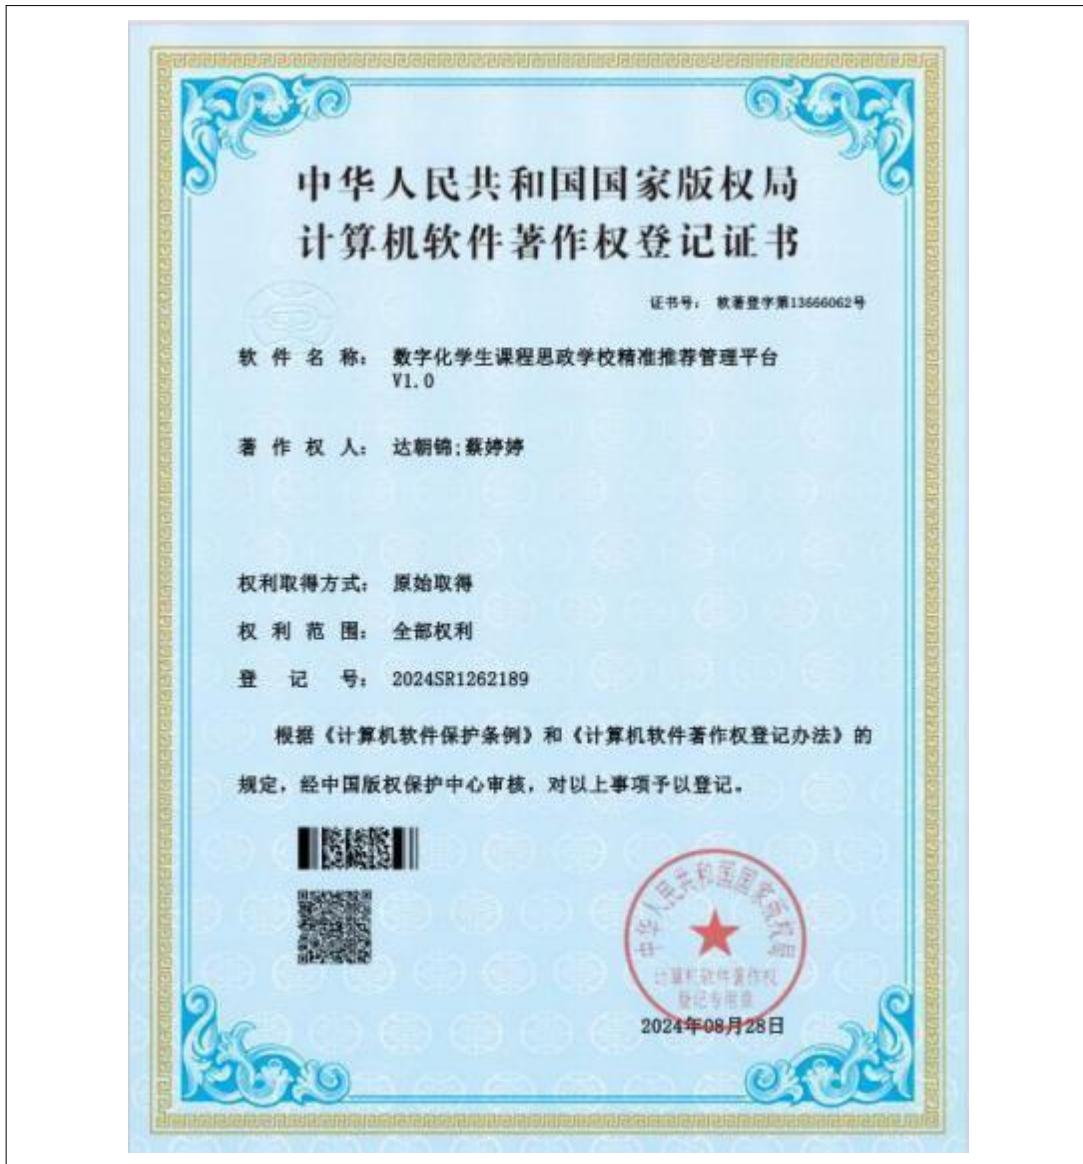 中华人民共和国国家版权局
计算机软件著作权登记证书
证书号： 软著登字第13666062号
软件名称： 数字化学生课程思政学校精准推荐管理平台
V1.0
著作权人： 达朝锦;蔡婷婷
权利取得方式： 原始取得
权利范围： 全部权利
登记号： 2024SR1262189
根据《计算机软件保护条例》和《计算机软件著作权登记办法》的
规定，经中国版权保护中心审核，对以上事项予以登记。
中华人民共和国国家版权局
计算机软件著作权
登记专用章
2024年08月28日